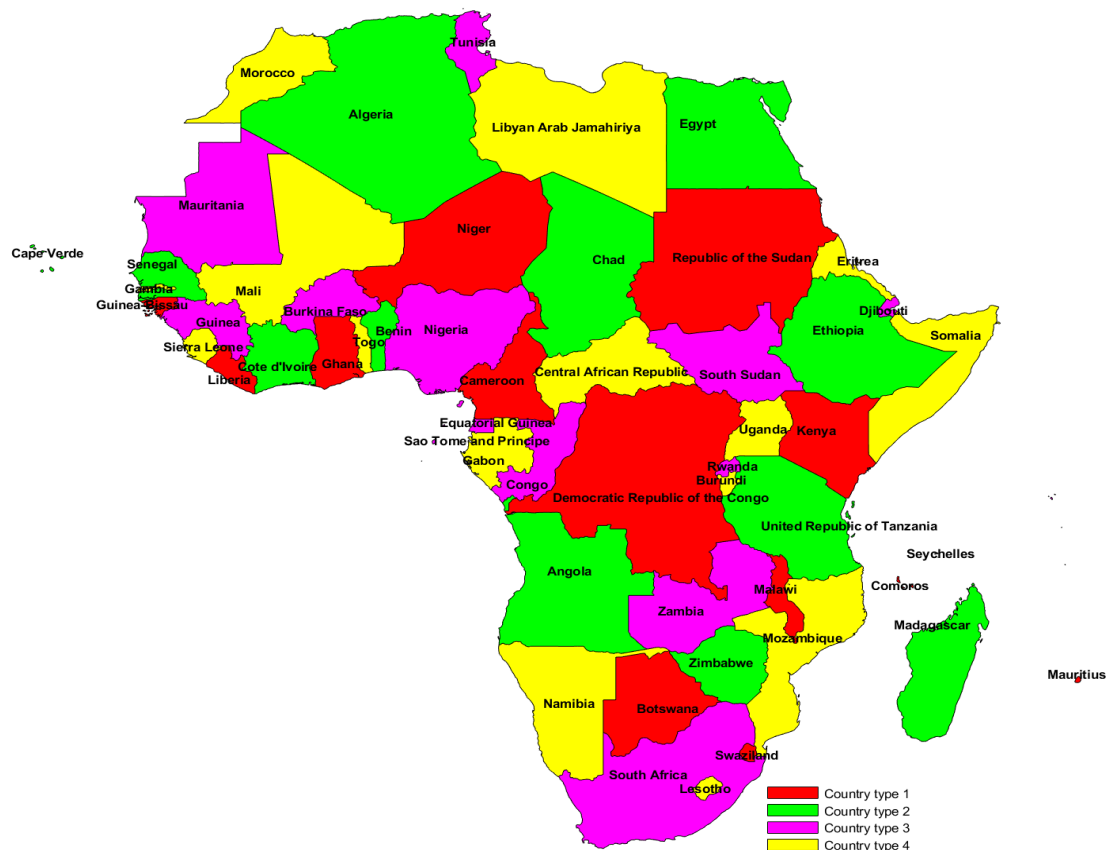 Tunisia
Morocco
Algeria
Libyan Arab Jamahiriya
Egypt
Mauritania
Niger
Cape Verde
Chad
Republic of the Sudan
Eritrea
Senegal
Gambia
Mali
Guinea-Bissau
Burkina Faso
Djibouti
Guinea
Benin
Nigeria
Ethiopia
Somalia
Sierra Leone
Togo
Cote d'Ivoire
Ghana
Liberia
Cameroon
Central African Republic
South Sudan
Equatorial Guinea
Uganda
Kenya
Sao Tome and Principe
Gabon
Rwanda
Burundi
Congo
Democratic Republic of the Congo
United Republic of Tanzania
Seychelles
Angola
Malawi
Comoros
Zambia
Madagascar
Mozambique
Zimbabwe
Mauritius
Namibia
Botswana
Swaziland
South Africa
Lesotho
Country type 1
Country type 2
Country type 3
Country type 4